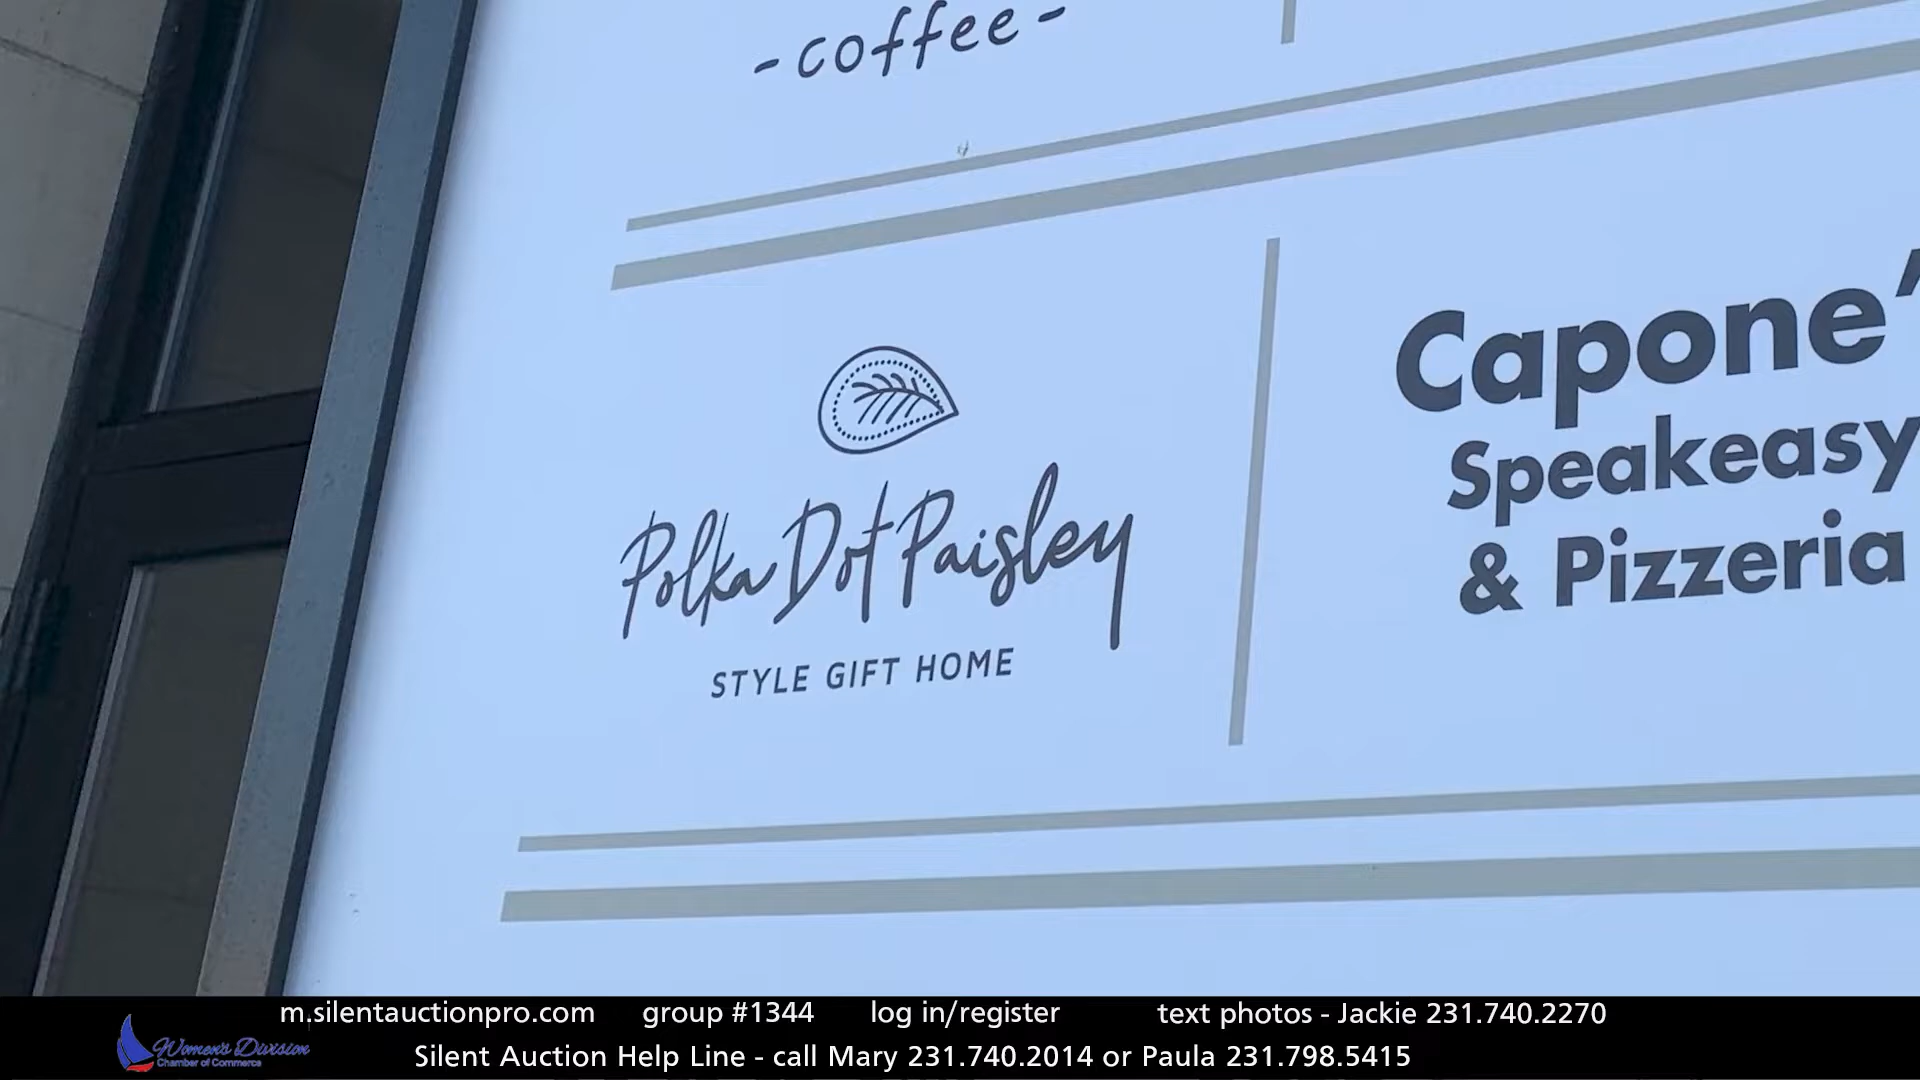 -coffee-
Polka Dot Paisley
STYLE GIFT HOME
Capone'
Speakeasy
& Pizzeria
m.silentauctionpro.com group #1344 log in/register text photos - Jackie 231.740.2270
Silent Auction Help Line - call Mary 231.740.2014 or Paula 231.798.5415
Women's Division
Chamber of Commerce